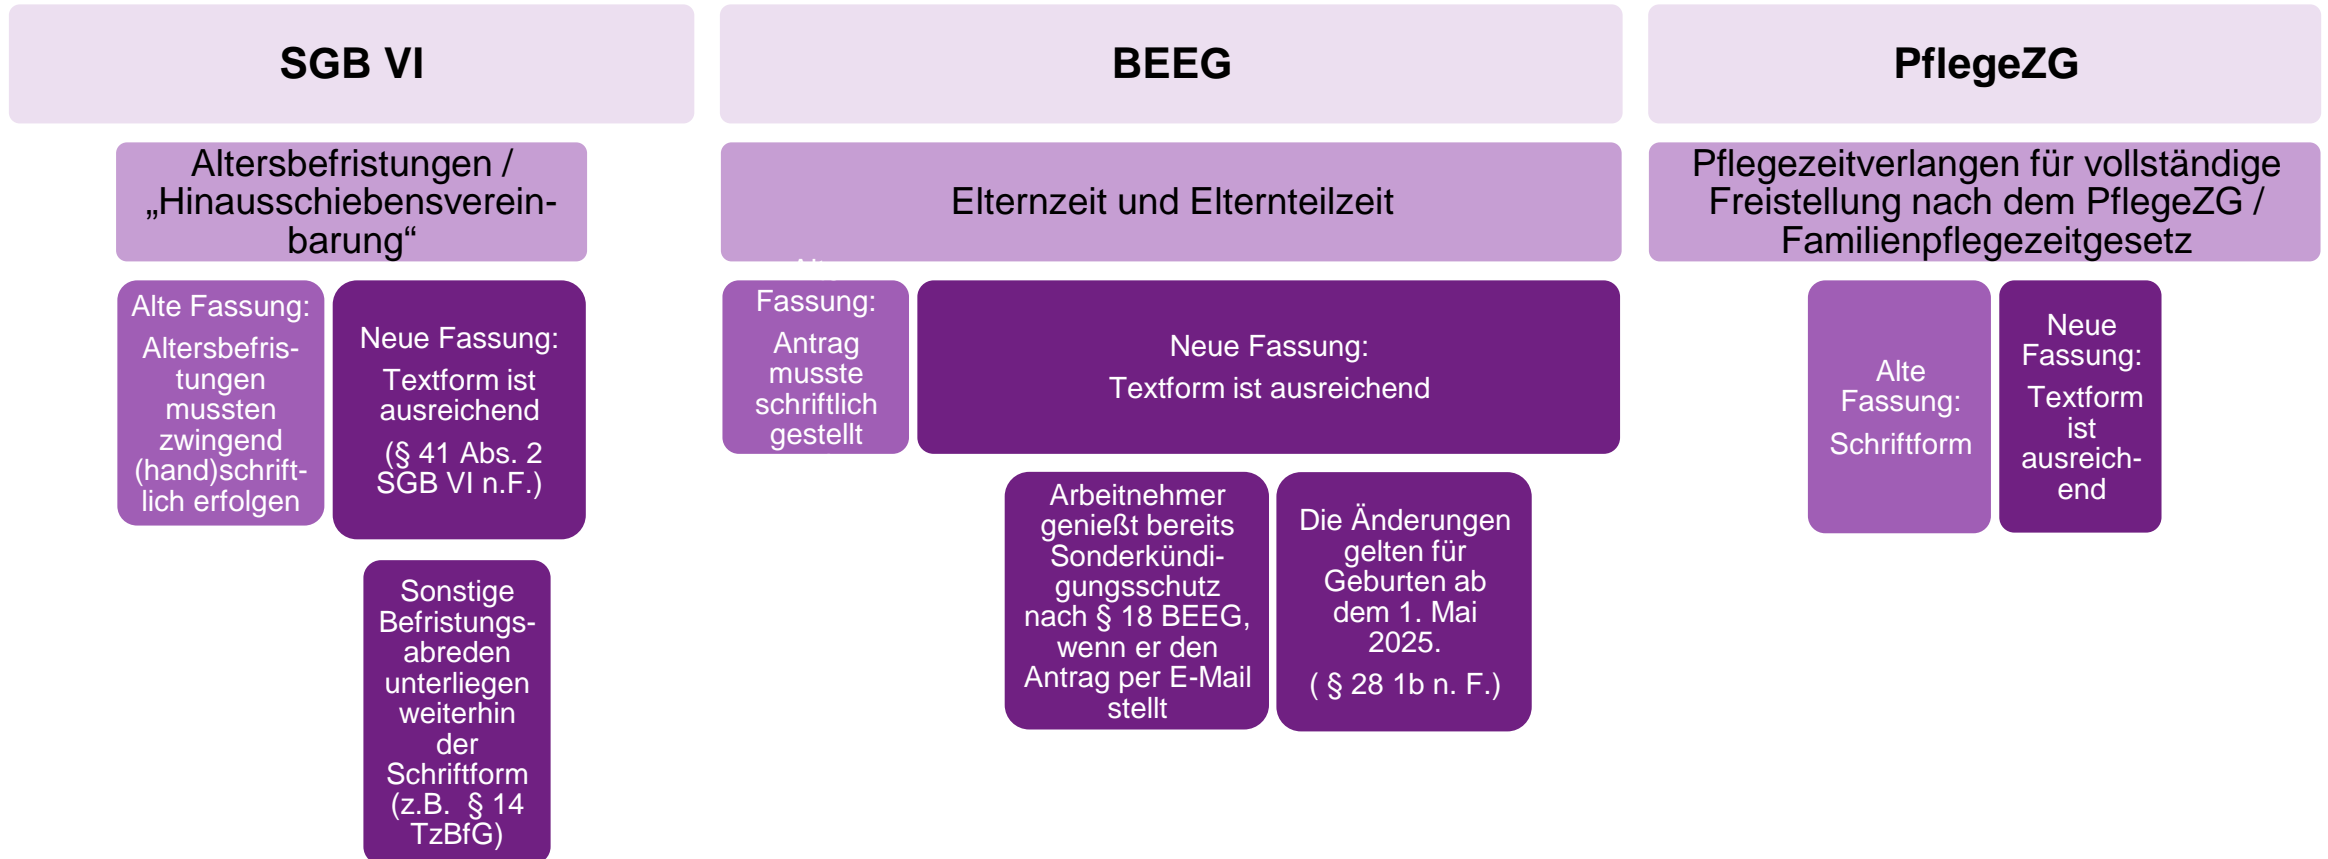 SGB VI
Altersbefristungen /
„Hinausschiebensverein-
barung“
Alte Fassung:
Altersbefris-
tungen
mussten
zwingend
(hand)schrift-
lich erfolgen
Neue Fassung:
Textform ist
ausreichend
(§ 41 Abs. 2
SGB VI n.F.)
Sonstige
Befristungs-
abreden
unterliegen
weiterhin
der
Schriftform
(z.B. § 14
TzBfG)
BEEG
Elternzeit und Elternteilzeit
Fassung:
Antrag
musste
schriftlich
gestellt
Neue Fassung:
Textform ist ausreichend
Arbeitnehmer
genießt bereits
Sonderkündi-
gungsschutz
nach § 18 BEEG,
wenn er den
Antrag per E-Mail
stellt
Die Änderungen
gelten für
Geburten ab
dem 1. Mai
2025.
( § 28 1b n. F.)
PflegeZG
Pflegezeitverlangen für vollständige
Freistellung nach dem PflegeZG /
Familienpflegezeitgesetz
Alte
Fassung:
Schriftform
Neue
Fassung:
Textform
ist
ausreich-
end